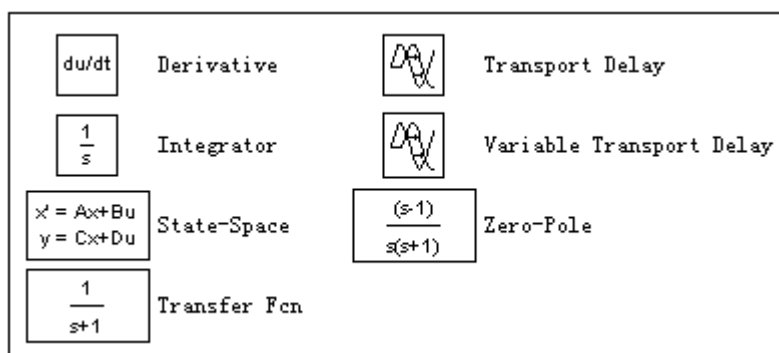 du/dt Derivative
Transport Delay
1
s
Integrator
Variable Transport Delay
x' = Ax+Bu
y = Cx+Du
State-Space
(s-1)
s(s+1)
Zero-Pole
1
s+1
Transfer Fcn